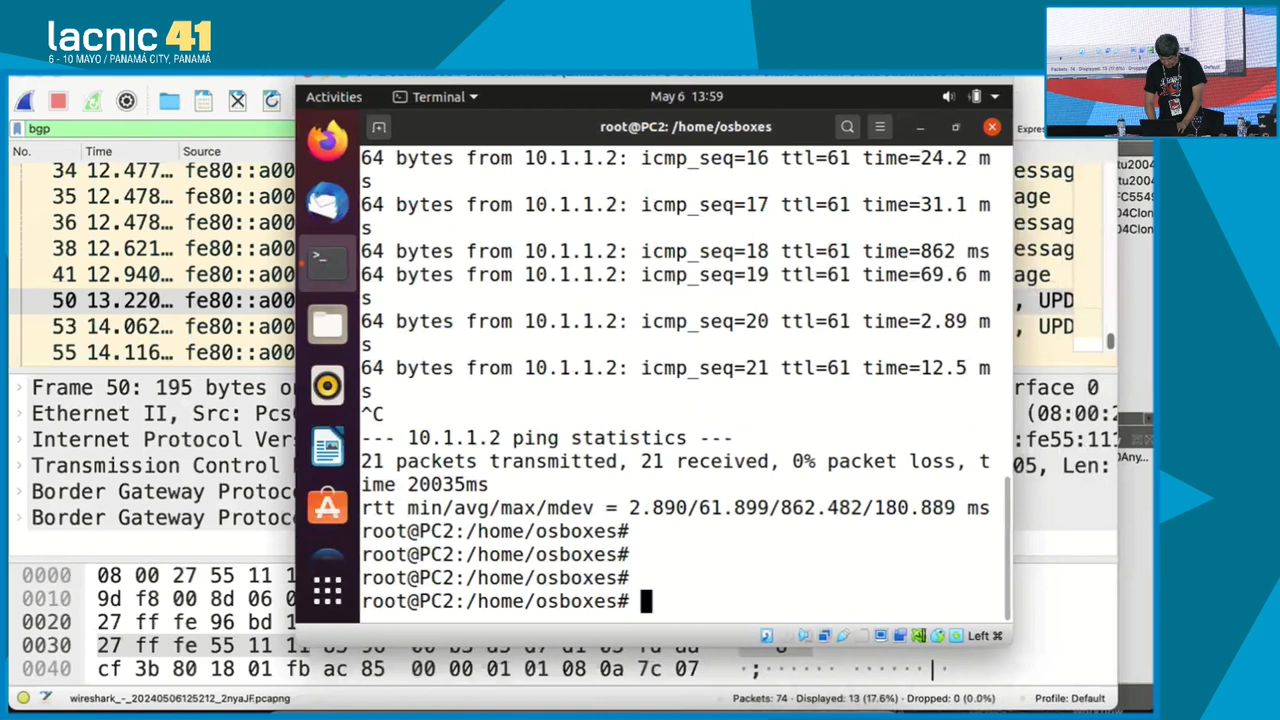 lacnic 41
6 - 10 MAYO / PANAMÁ CITY, PANAMÁ
Activities
Terminal
May 6 13:59
root@PC2: /home/osboxes
bgp
Expres
No. Time Source
34 12.477… fe80::a00
35 12.478… fe80::a00
36 12.478… fe80::a00
38 12.621… fe80::a00
41 12.940… fe80::a00
50 13.220… fe80::a00
53 14.062… fe80::a00
55 14.116… fe80::a00
essag
age
essag
essag
age
, UPD
, UPD
64 bytes from 10.1.1.2: icmp_seq=16 ttl=61 time=24.2 m
s
64 bytes from 10.1.1.2: icmp_seq=17 ttl=61 time=31.1 m
s
64 bytes from 10.1.1.2: icmp_seq=18 ttl=61 time=862 ms
64 bytes from 10.1.1.2: icmp_seq=19 ttl=61 time=69.6 m
s
64 bytes from 10.1.1.2: icmp_seq=20 ttl=61 time=2.89 m
s
64 bytes from 10.1.1.2: icmp_seq=21 ttl=61 time=12.5 m
s
^C
--- 10.1.1.2 ping statistics ---
21 packets transmitted, 21 received, 0% packet loss, t
ime 20035ms
rtt min/avg/max/mdev = 2.890/61.899/862.482/180.889 ms
root@PC2:/home/osboxes#
root@PC2:/home/osboxes#
root@PC2:/home/osboxes#
root@PC2:/home/osboxes#
Left ⌘
Frame 50: 195 bytes on
Ethernet II, Src: Pcs
Internet Protocol Ver
Transmission Control
Border Gateway Protoc
Border Gateway Protoc
rface 0
(08:00:2
:fe55:111
05, Len:
0000 08 00 27 55 11 1
0010 9d f8 00 8d 06 0
0020 27 ff fe 96 bd 1
0030 27 ff fe 55 11 11
0040 cf 3b 80 18 01 fb ac 85 00 00 01 01 08 0a 7c 07
wireshark_-_20240506125212_2nyaJF.pcapng
Packets: 74 · Displayed: 13 (17.6%) · Dropped: 0 (0.0%)
Profile: Default